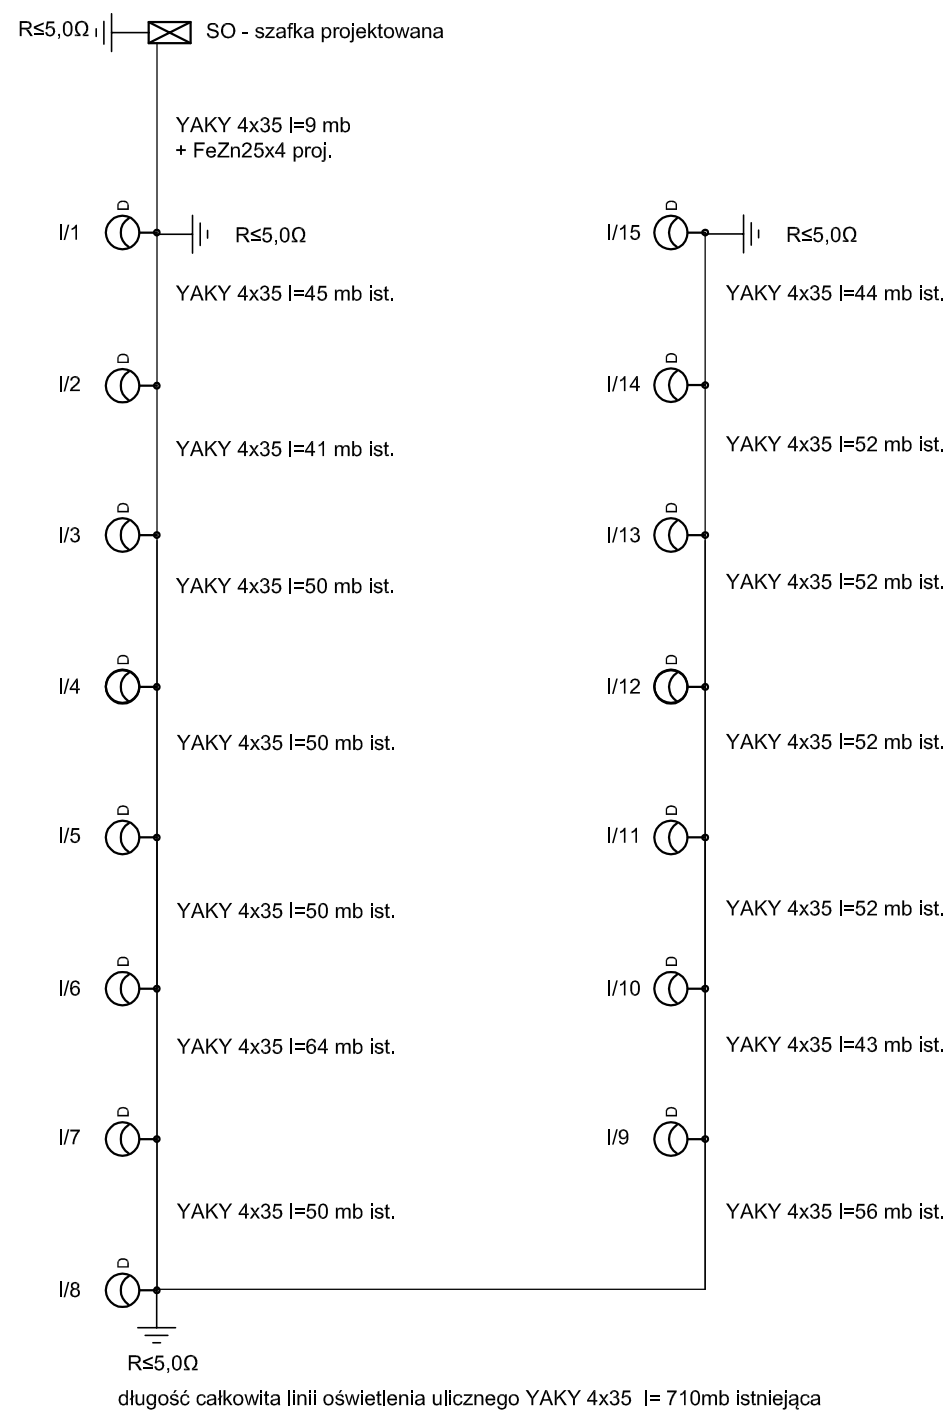 R≤5,0Ω
SO - szafka projektowana
YAKY 4x35 l=9 mb
+ FeZn25x4 proj.
D
I/1
R≤5,0Ω
YAKY 4x35 l=45 mb ist.
D
I/2
YAKY 4x35 l=41 mb ist.
D
I/3
YAKY 4x35 l=50 mb ist.
D
I/4
YAKY 4x35 l=50 mb ist.
D
I/5
YAKY 4x35 l=50 mb ist.
D
I/6
YAKY 4x35 l=64 mb ist.
D
I/7
YAKY 4x35 l=50 mb ist.
D
I/8
R≤5,0Ω
D
I/15
R≤5,0Ω
YAKY 4x35 l=44 mb ist.
D
I/14
YAKY 4x35 l=52 mb ist.
D
I/13
YAKY 4x35 l=52 mb ist.
D
I/12
YAKY 4x35 l=52 mb ist.
D
I/11
YAKY 4x35 l=52 mb ist.
D
I/10
YAKY 4x35 l=43 mb ist.
D
I/9
YAKY 4x35 l=56 mb ist.
długość całkowita linii oświetlenia ulicznego YAKY 4x35 l= 710mb istniejąca